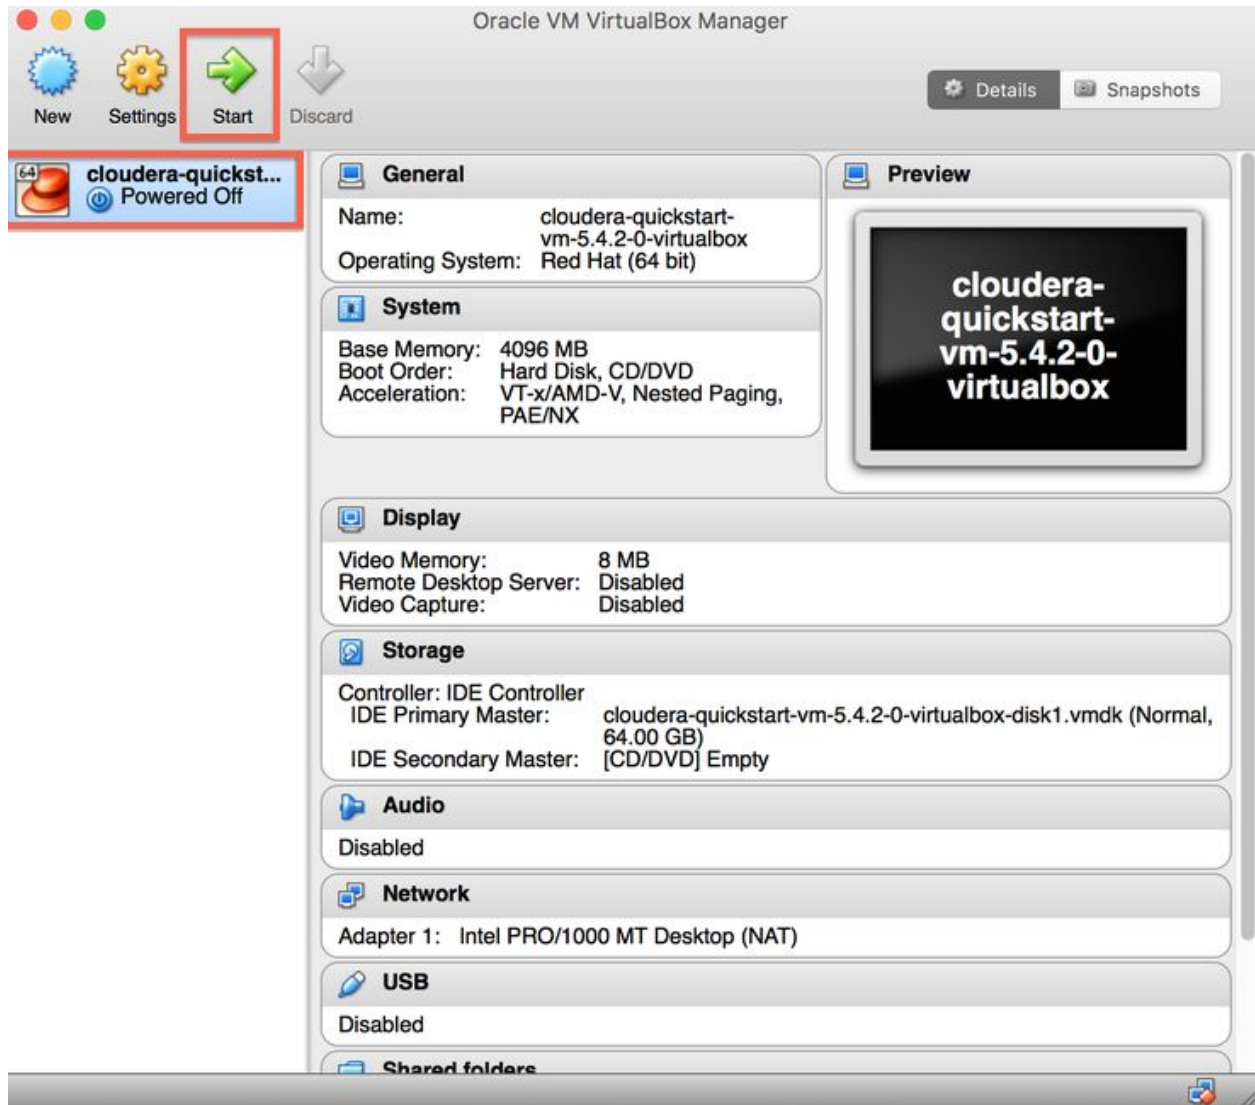 Oracle VM VirtualBox Manager
New Settings Start Discard
Details Snapshots
64 cloudera-quickst...
Powered Off
General
Name: cloudera-quickstart-
vm-5.4.2-0-virtualbox
Operating System: Red Hat (64 bit)
System
Base Memory: 4096 MB
Boot Order: Hard Disk, CD/DVD
Acceleration: VT-x/AMD-V, Nested Paging,
PAE/NX
Preview
cloudera-
quickstart-
vm-5.4.2-0-
virtualbox
Display
Video Memory: 8 MB
Remote Desktop Server: Disabled
Video Capture: Disabled
Storage
Controller: IDE Controller
IDE Primary Master: cloudera-quickstart-vm-5.4.2-0-virtualbox-disk1.vmdk (Normal,
64.00 GB)
IDE Secondary Master: [CD/DVD] Empty
Audio
Disabled
Network
Adapter 1: Intel PRO/1000 MT Desktop (NAT)
USB
Disabled
Shared folders